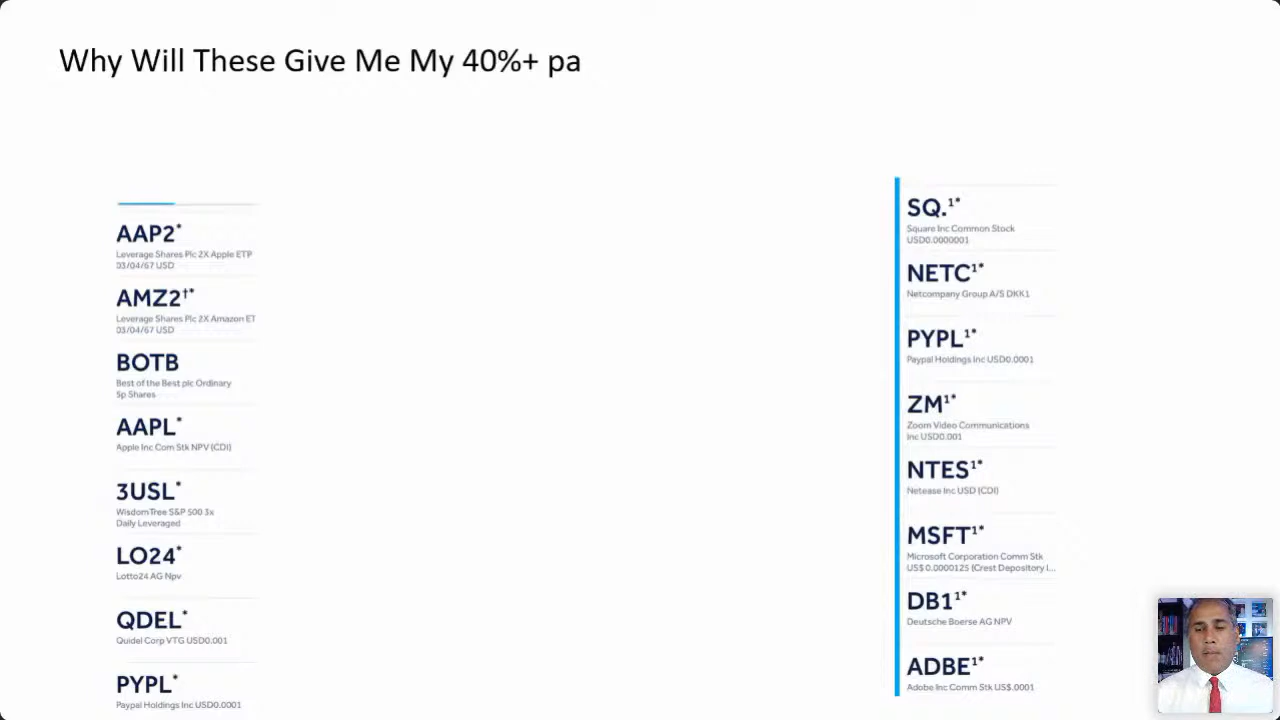 Why Will These Give Me My 40%+ pa
AAP2*
Leverage Shares Plc 2X Apple ETP
03/04/67 USD
AMZ2†*
Leverage Shares Plc 2X Amazon ET
03/04/67 USD
BOTB
Best of the Best plc Ordinary
5p Shares
AAPL*
Apple Inc Com Stk NPV (CDI)
3USL*
WisdomTree S&P 500 3x
Daily Leveraged
LO24*
Lotto24 AG Npv
QDEL*
Quidel Corp VTG USD0.001
PYPL*
Paypal Holdings Inc USD0.0001
SQ.¹*
Square Inc Common Stock
USD0.0000001
NETC¹*
Netcompany Group A/S DKK1
PYPL¹*
Paypal Holdings Inc USD0.0001
ZM¹*
Zoom Video Communications
Inc USD0.001
NTES¹*
Netease Inc USD (CDI)
MSFT¹*
Microsoft Corporation Comm Stk
US$ 0.0000125 (Crest Depository I...
DB1¹*
Deutsche Boerse AG NPV
ADBE¹*
Adobe Inc Comm Stk US$.0001